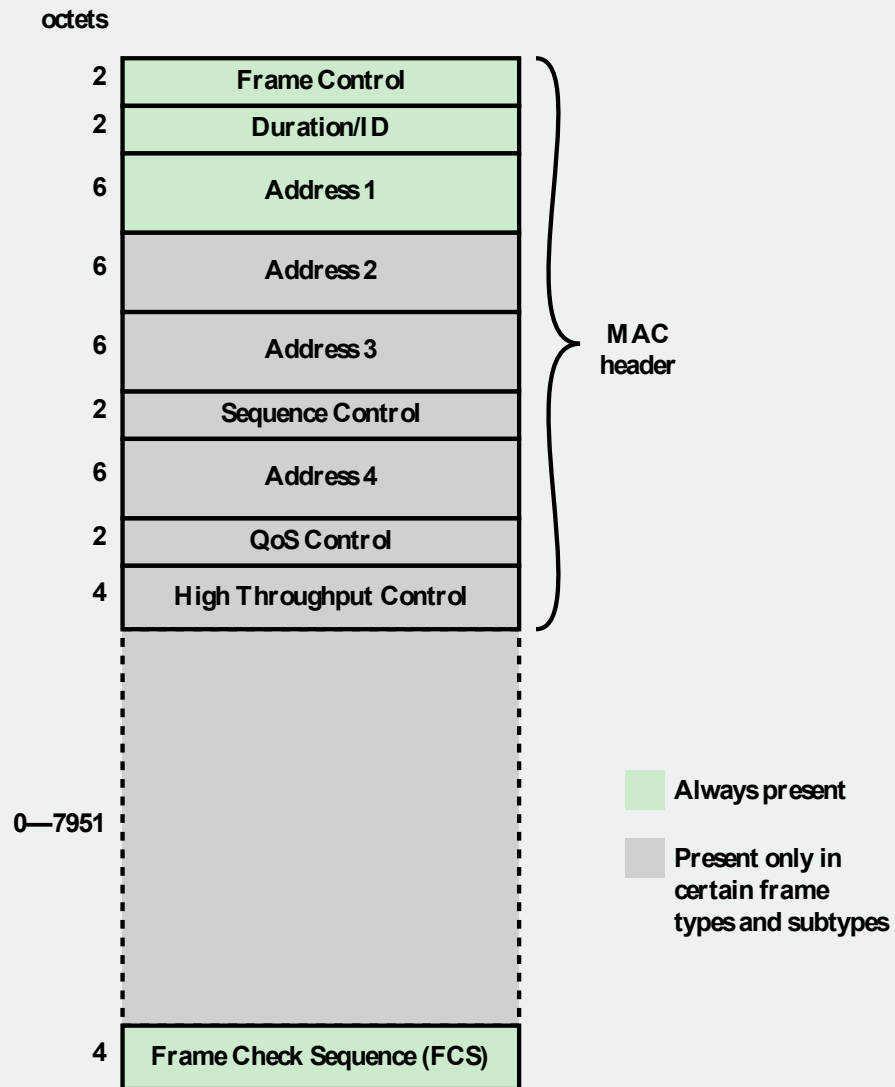 octets
2 Frame Control
2 Duration/ID
6 Address 1
6 Address 2
6 Address 3
2 Sequence Control
6 Address 4
2 QoS Control
4 High Throughput Control
MAC
header
0—7951
Always present
Present only in
certain frame
types and subtypes
4 Frame Check Sequence (FCS)